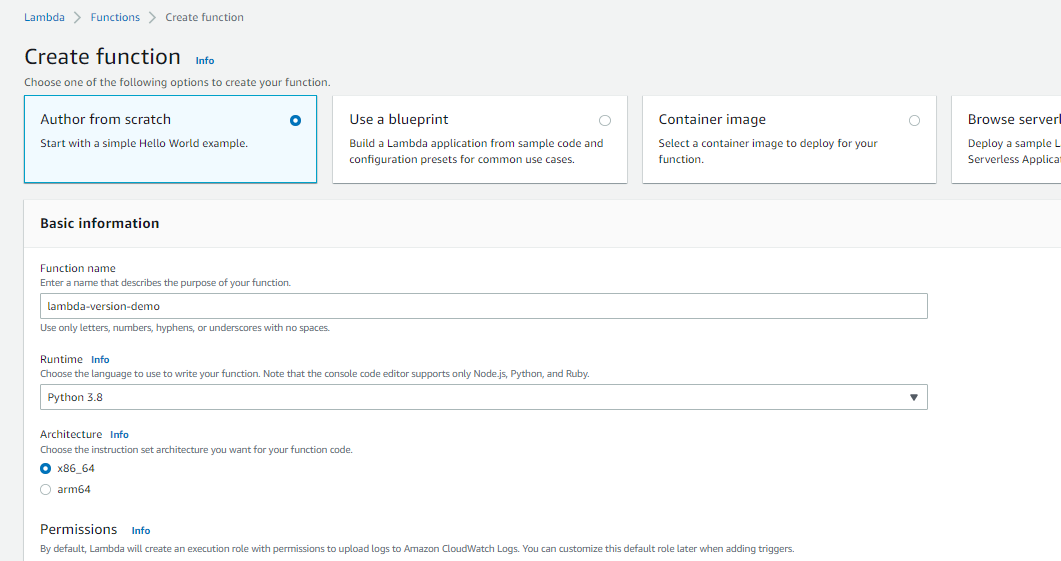 Lambda > Functions > Create function
Create function Info
Choose one of the following options to create your function.
Author from scratch
Start with a simple Hello World example.
Use a blueprint
Build a Lambda application from sample code and
configuration presets for common use cases.
Container image
Select a container image to deploy for your
function.
Browse serverl
Deploy a sample L
Serverless Applica
Basic information
Function name
Enter a name that describes the purpose of your function.
lambda-version-demo
Use only letters, numbers, hyphens, or underscores with no spaces.
Runtime Info
Choose the language to use to write your function. Note that the console code editor supports only Node.js, Python, and Ruby.
Python 3.8
Architecture Info
Choose the instruction set architecture you want for your function code.
x86_64
arm64
Permissions Info
By default, Lambda will create an execution role with permissions to upload logs to Amazon CloudWatch Logs. You can customize this default role later when adding triggers.